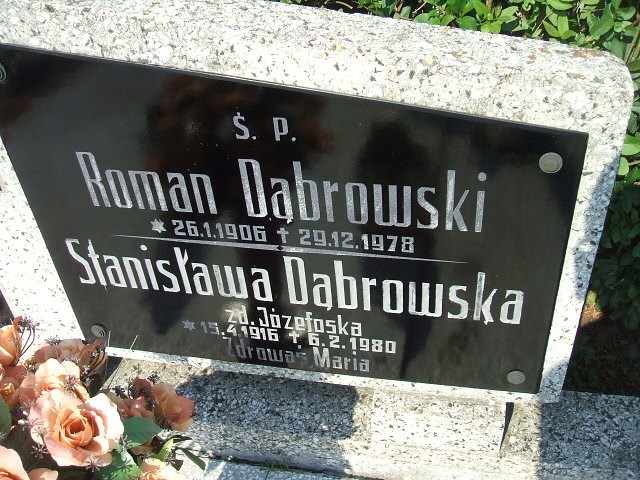 Ś. P.
Roman Dąbrowski
* 26.1.1906 † 29.12.1978
Stanisława Dąbrowska
zd. Józefoska
* 15.4.1916 † 6.2.1980
Zdrowaś Maria